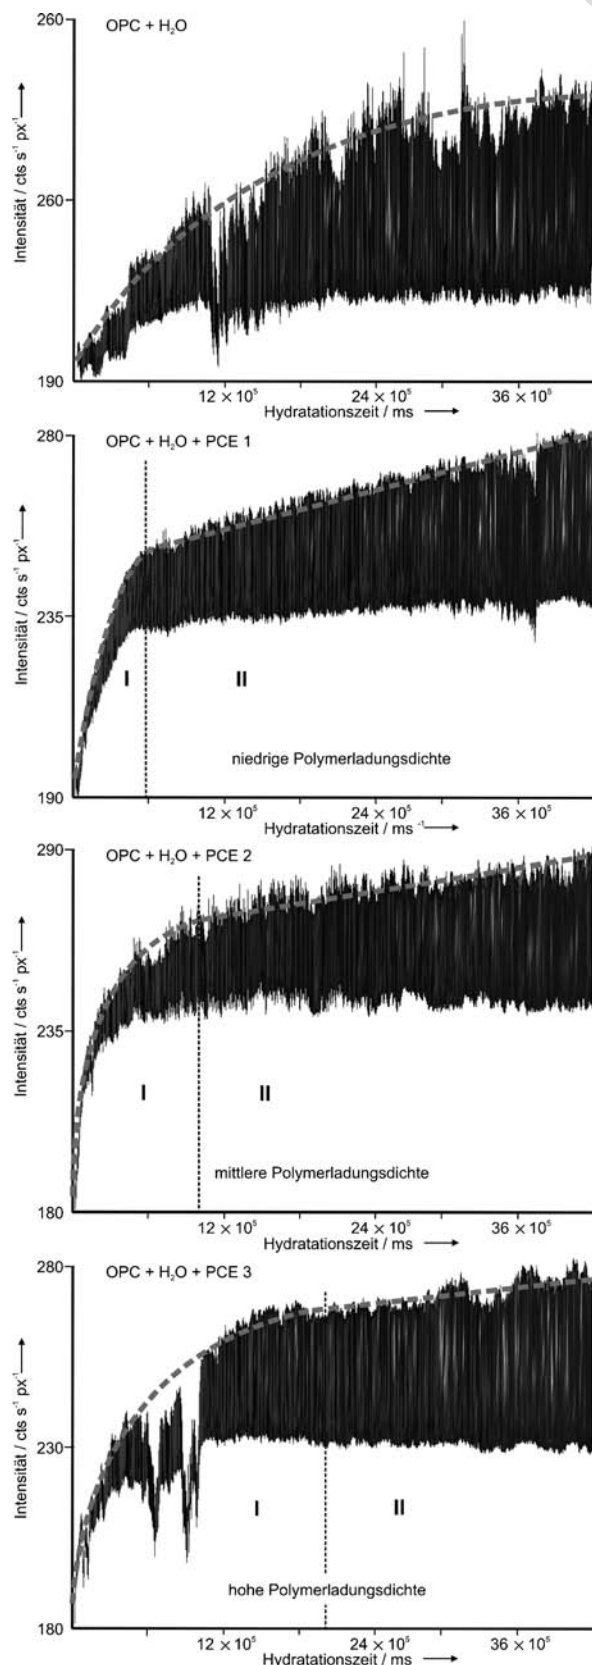 260
OPC + H₂O
Intensität / cts s⁻¹ px⁻¹
260
190
12 × 10⁵
24 × 10⁵
36 × 10⁵
Hydratationszeit / ms
280
OPC + H₂O + PCE 1
Intensität / cts s⁻¹ px⁻¹
235
I
II
niedrige Polymerladungsdichte
190
12 × 10⁵
24 × 10⁵
36 × 10⁵
Hydratationszeit / ms ⁻¹
290
OPC + H₂O + PCE 2
Intensität / cts s⁻¹ px⁻¹
235
I
II
mittlere Polymerladungsdichte
180
12 × 10⁵
24 × 10⁵
36 × 10⁵
Hydratationszeit / ms
280
OPC + H₂O + PCE 3
Intensität / cts s⁻¹ px⁻¹
230
I
II
hohe Polymerladungsdichte
180
12 × 10⁵
24 × 10⁵
36 × 10⁵
Hydratationszeit / ms